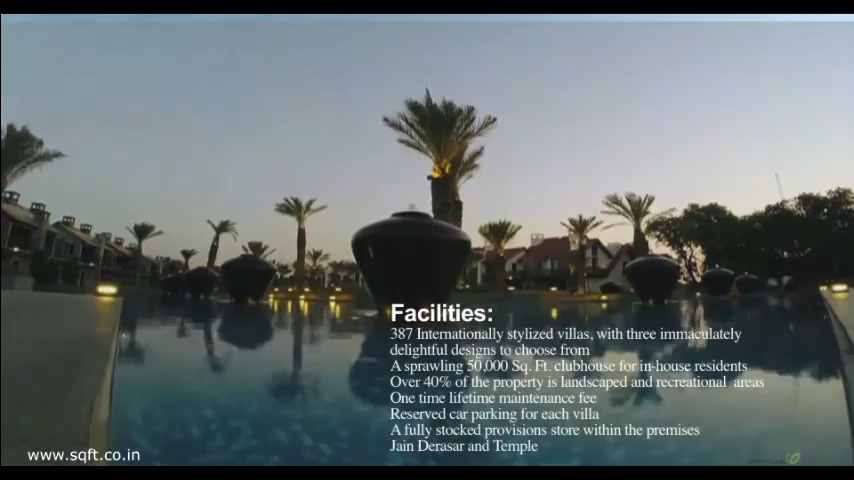 Facilities:
387 Internationally stylized villas, with three immaculately
delightful designs to choose from
A sprawling 50,000 Sq. Ft. clubhouse for in-house residents
Over 40% of the property is landscaped and recreational areas
One time lifetime maintenance fee
Reserved car parking for each villa
A fully stocked provisions store within the premises
Jain Derasar and Temple
www.sqft.co.in